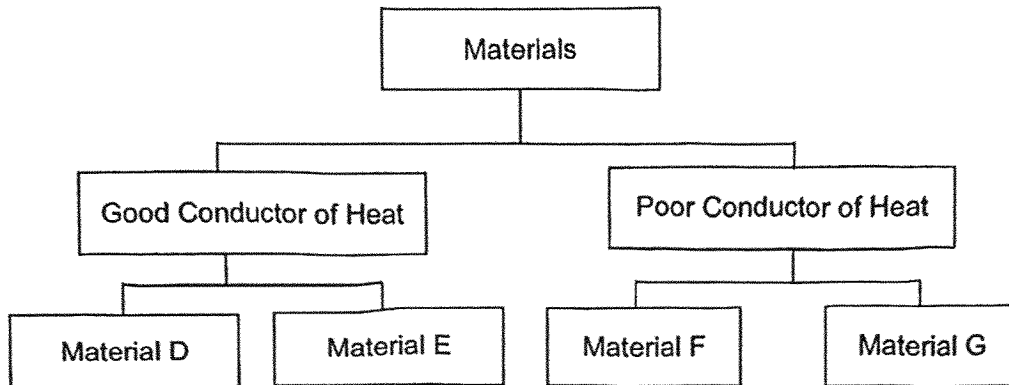 Materials
Good Conductor of Heat
Poor Conductor of Heat
Material D
Material E
Material F
Material G